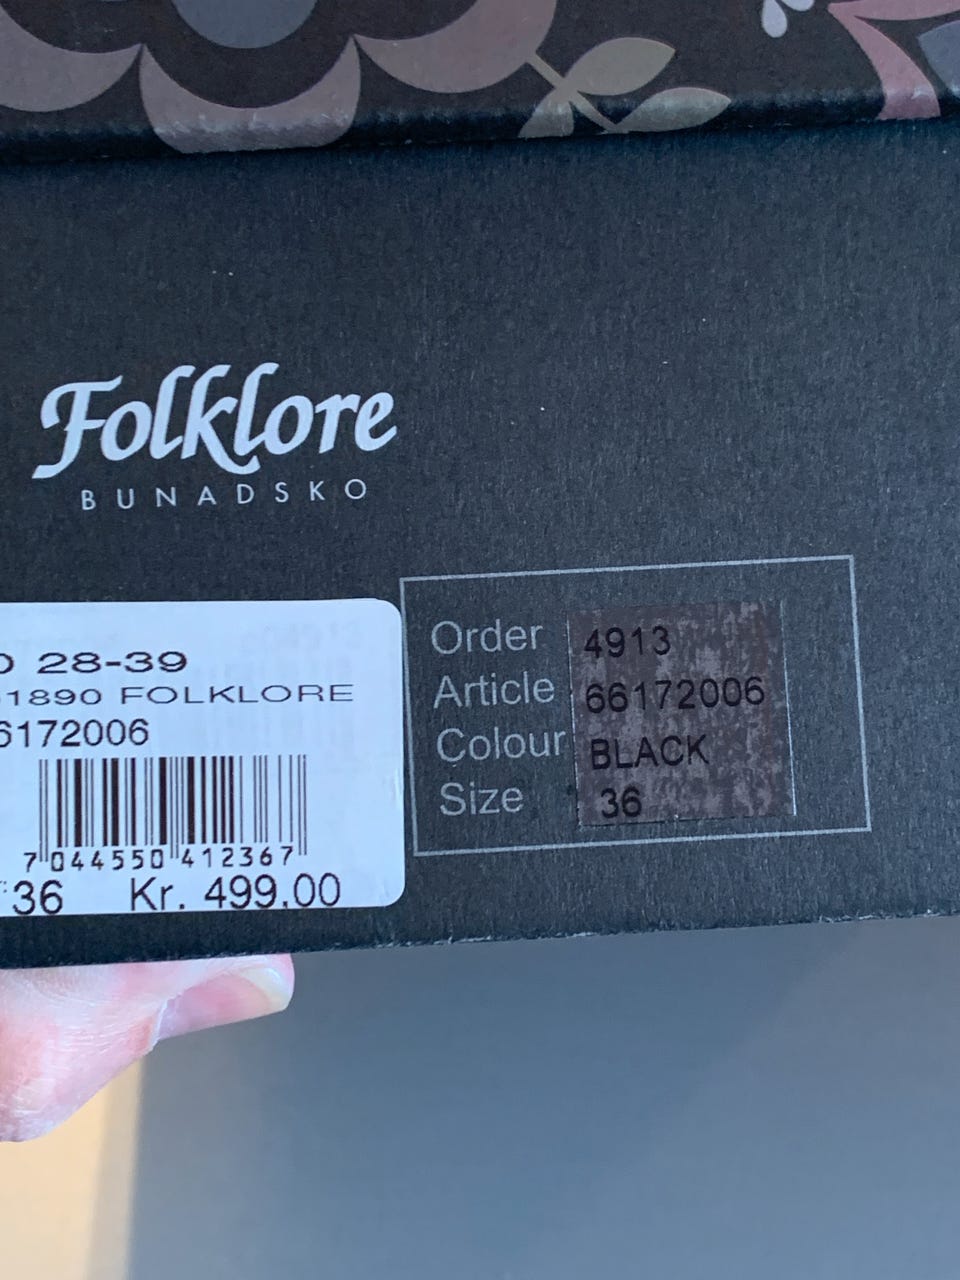 Folklore
BUNADSKO
28-39
1890 FOLKLORE
6172006
7 044550 412367
36 Kr. 499.00
Order 4913
Article 66172006
Colour BLACK
Size 36